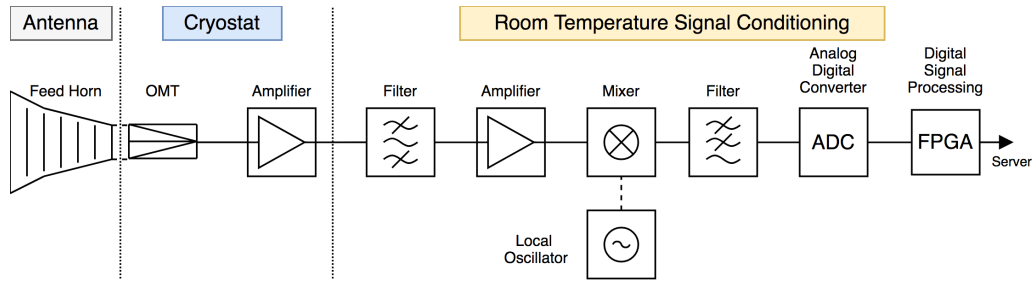 Antenna
Cryostat
Room Temperature Signal Conditioning
Feed Horn
OMT
Amplifier
Filter
Amplifier
Mixer
Filter
Analog
Digital
Converter
Digital
Signal
Processing
ADC
FPGA
Server
Local
Oscillator